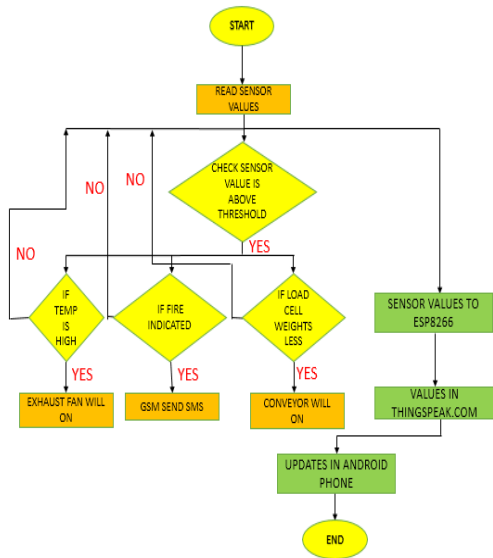 START
READ SENSOR
VALUES
CHECK SENSOR
VALUE IS
ABOVE
THRESHOLD
NO
NO
NO
YES
IF
TEMP
IS
HIGH
IF FIRE
INDICATED
IF LOAD
CELL
WEIGHTS
LESS
SENSOR VALUES TO
ESP8266
YES
YES
YES
EXHAUST FAN WILL
ON
GSM SEND SMS
CONVEYOR WILL
ON
VALUES IN
THINGSPEAK.COM
UPDATES IN ANDROID
PHONE
END